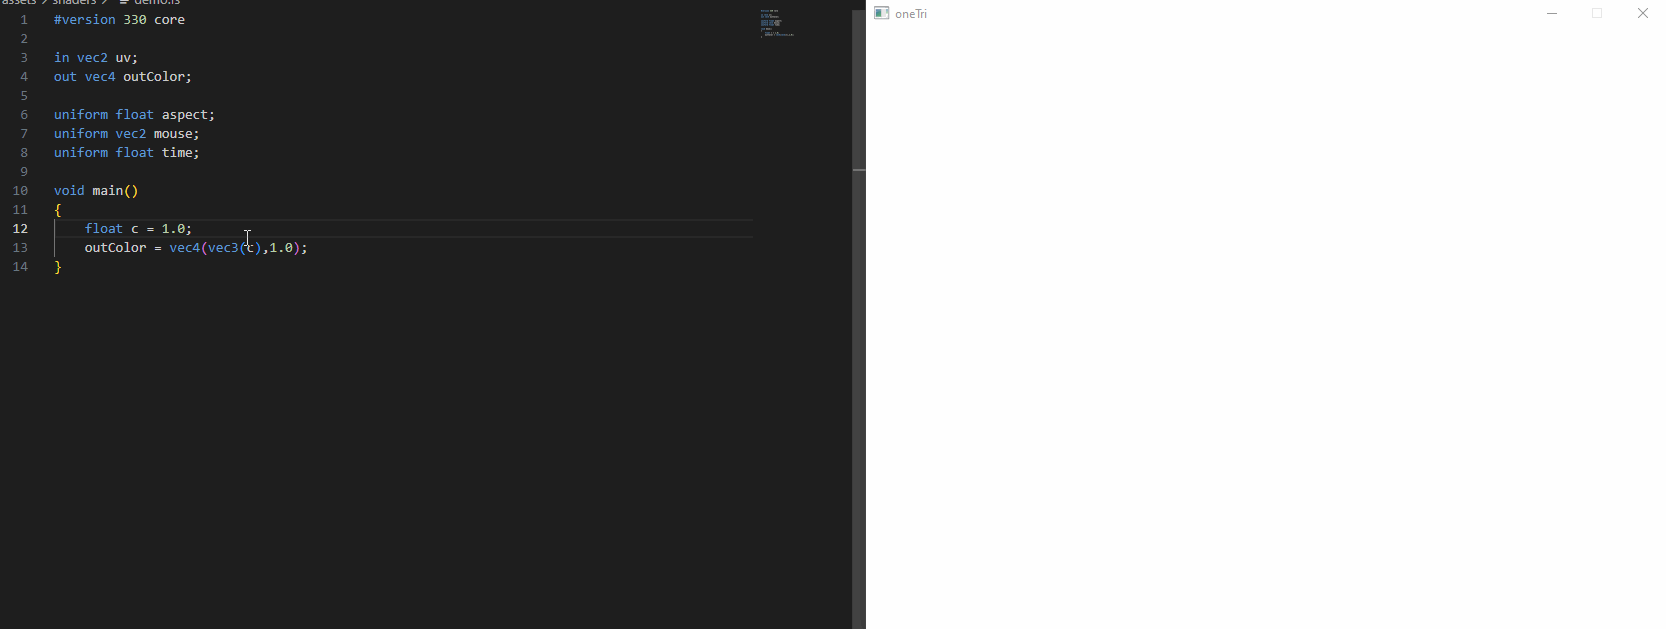 assets > shaders > demo.fs
1 #version 330 core
2
3 in vec2 uv;
4 out vec4 outColor;
5
6 uniform float aspect;
7 uniform vec2 mouse;
8 uniform float time;
9
10 void main()
11 {
12 float c = 1.0;
13 outColor = vec4(vec3(c),1.0);
14 }
oneTri